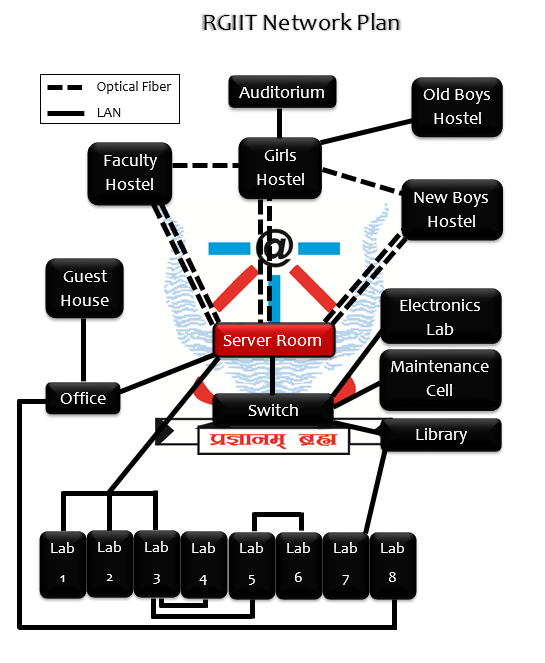 RGIIT Network Plan
Optical Fiber
LAN
Auditorium
Old Boys
Hostel
Faculty
Hostel
Girls
Hostel
New Boys
Hostel
@
Guest
House
Electronics
Lab
Server Room
Maintenance
Cell
Office
Switch
Library
प्रज्ञानम् ब्रह्म
Lab
1
Lab
2
Lab
3
Lab
4
Lab
5
Lab
6
Lab
7
Lab
8